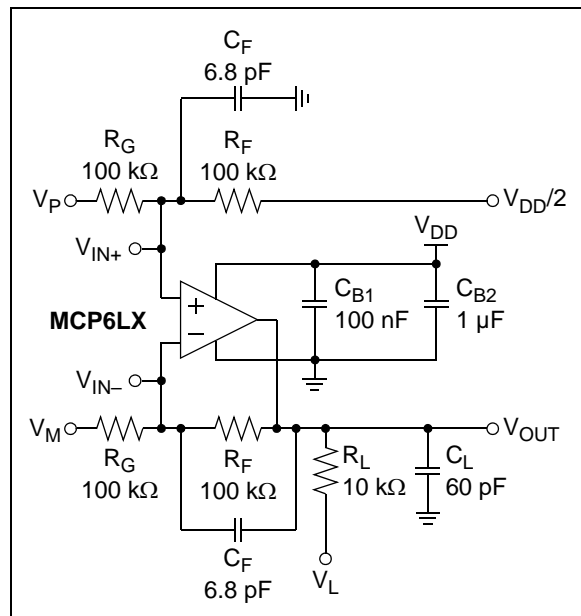 C_F
6.8 pF
R_G
100 kΩ
R_F
100 kΩ
V_P
V_DD/2
V_IN+
V_DD
MCP6LX
+
−
C_B1
100 nF
C_B2
1 µF
V_IN−
V_M
V_OUT
R_G
100 kΩ
R_F
100 kΩ
R_L
10 kΩ
C_L
60 pF
C_F
6.8 pF
V_L